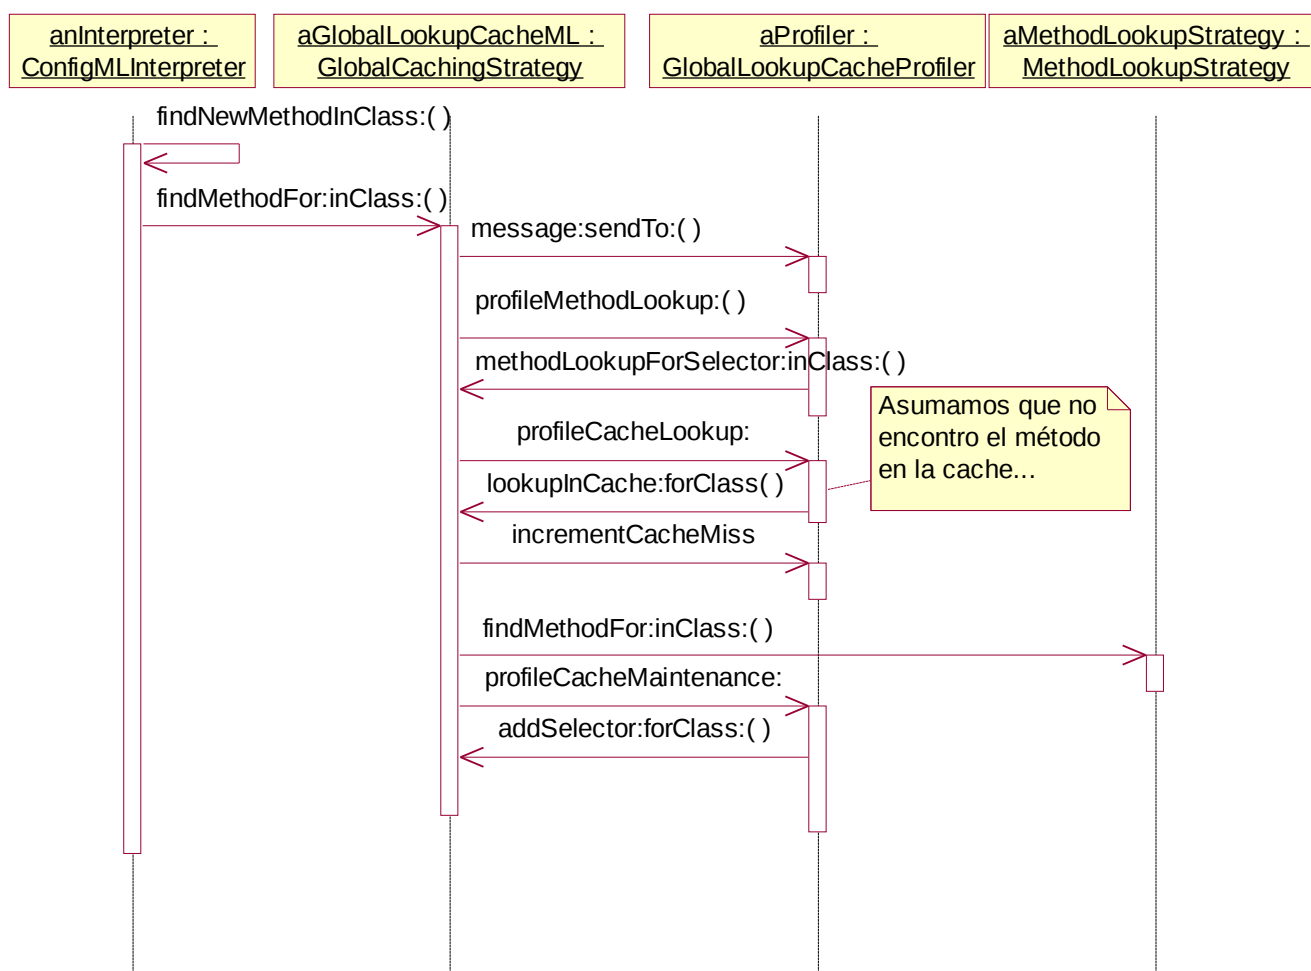 anInterpreter :
ConfigMLInterpreter
aGlobalLookupCacheML :
GlobalCachingStrategy
aProfiler :
GlobalLookupCacheProfiler
aMethodLookupStrategy :
MethodLookupStrategy
findNewMethodInClass:( )
findMethodFor:inClass:( )
message:sendTo:( )
profileMethodLookup:( )
methodLookupForSelector:inClass:( )
Asumamos que no
encontro el método
en la cache...
profileCacheLookup:
lookupInCache:forClass( )
incrementCacheMiss
findMethodFor:inClass:( )
profileCacheMaintenance:
addSelector:forClass:( )